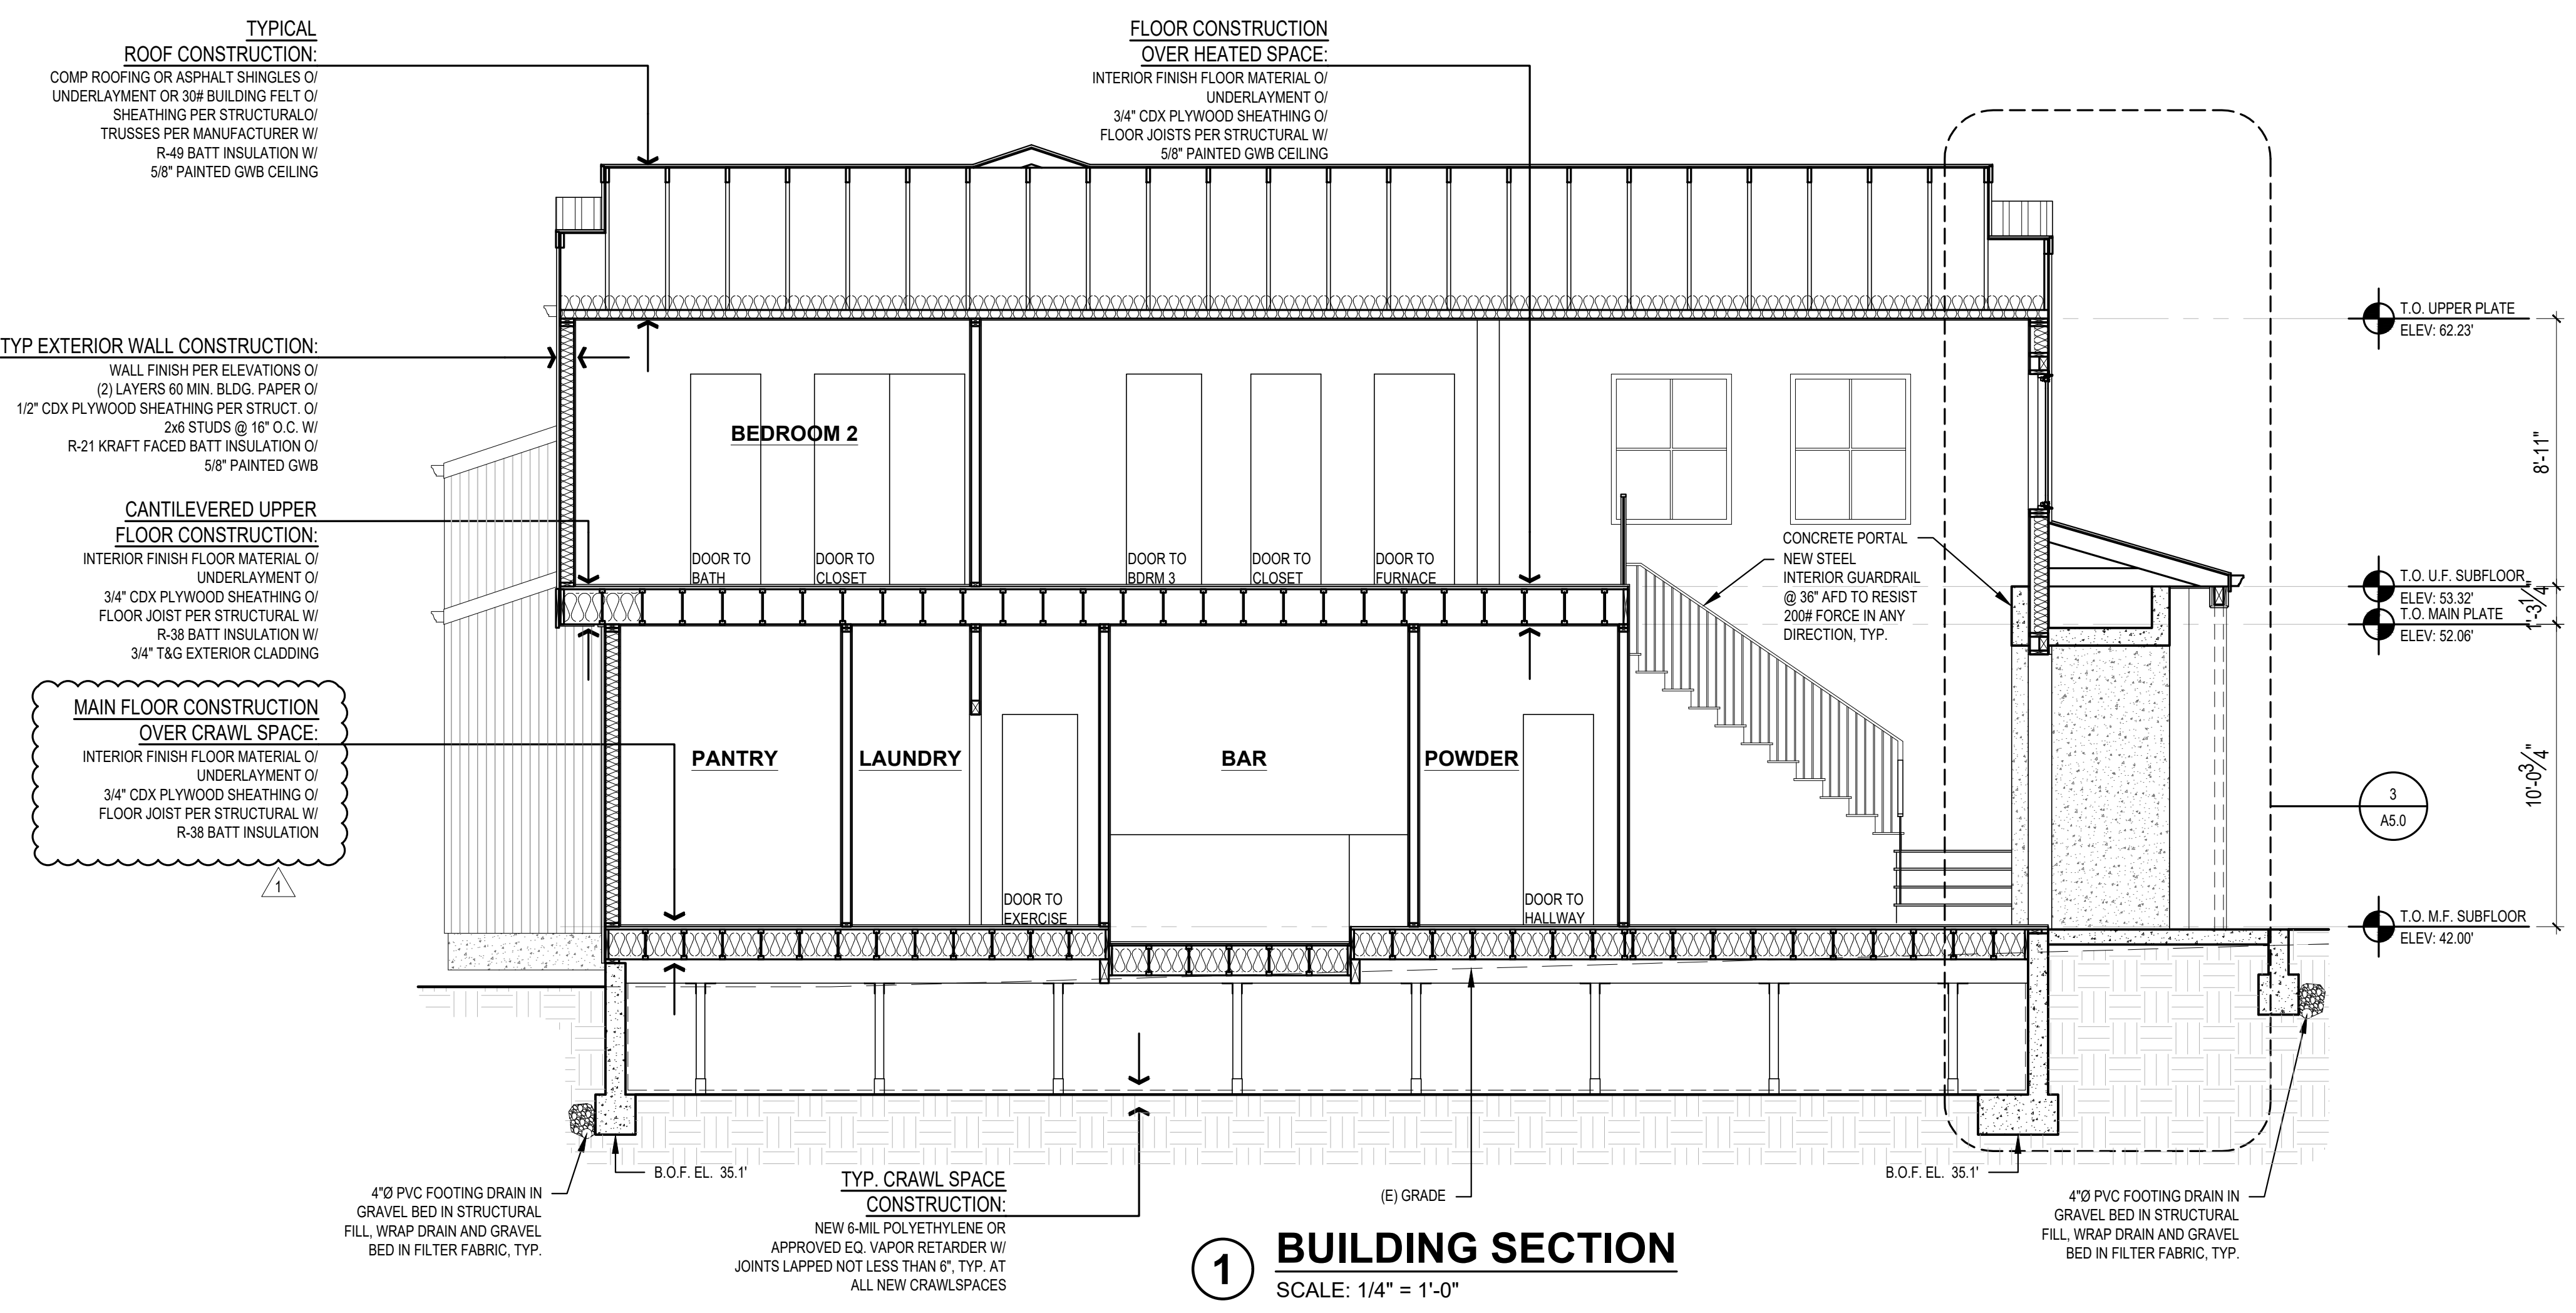 TYPICAL
ROOF CONSTRUCTION:
COMP ROOFING OR ASPHALT SHINGLES O/
UNDERLAYMENT OR 30# BUILDING FELT O/
SHEATHING PER STRUCTURALO/
TRUSSES PER MANUFACTURER W/
R-49 BATT INSULATION W/
5/8" PAINTED GWB CEILING
FLOOR CONSTRUCTION
OVER HEATED SPACE:
INTERIOR FINISH FLOOR MATERIAL O/
UNDERLAYMENT O/
3/4" CDX PLYWOOD SHEATHING O/
FLOOR JOISTS PER STRUCTURAL W/
5/8" PAINTED GWB CEILING
TYP EXTERIOR WALL CONSTRUCTION:
WALL FINISH PER ELEVATIONS O/
(2) LAYERS 60 MIN. BLDG. PAPER O/
1/2" CDX PLYWOOD SHEATHING PER STRUCT. O/
2x6 STUDS @ 16" O.C. W/
R-21 KRAFT FACED BATT INSULATION O/
5/8" PAINTED GWB
CANTILEVERED UPPER
FLOOR CONSTRUCTION:
INTERIOR FINISH FLOOR MATERIAL O/
UNDERLAYMENT O/
3/4" CDX PLYWOOD SHEATHING O/
FLOOR JOIST PER STRUCTURAL W/
R-38 BATT INSULATION W/
3/4" T&G EXTERIOR CLADDING
MAIN FLOOR CONSTRUCTION
OVER CRAWL SPACE:
INTERIOR FINISH FLOOR MATERIAL O/
UNDERLAYMENT O/
3/4" CDX PLYWOOD SHEATHING O/
FLOOR JOIST PER STRUCTURAL W/
R-38 BATT INSULATION
1
BEDROOM 2
DOOR TO
BATH
DOOR TO
CLOSET
DOOR TO
BDRM 3
DOOR TO
CLOSET
DOOR TO
FURNACE
CONCRETE PORTAL
NEW STEEL
INTERIOR GUARDRAIL
@ 36" AFD TO RESIST
200# FORCE IN ANY
DIRECTION, TYP.
PANTRY
LAUNDRY
BAR
POWDER
DOOR TO
EXERCISE
DOOR TO
HALLWAY
T.O. UPPER PLATE
ELEV: 62.23'
8'-11"
T.O. U.F. SUBFLOOR
ELEV: 53.32'
1'-3 1/4"
T.O. MAIN PLATE
ELEV: 52.06'
10'-0 3/4"
3
A5.0
T.O. M.F. SUBFLOOR
ELEV: 42.00'
B.O.F. EL. 35.1'
4"Ø PVC FOOTING DRAIN IN
GRAVEL BED IN STRUCTURAL
FILL, WRAP DRAIN AND GRAVEL
BED IN FILTER FABRIC, TYP.
TYP. CRAWL SPACE
CONSTRUCTION:
NEW 6-MIL POLYETHYLENE OR
APPROVED EQ. VAPOR RETARDER W/
JOINTS LAPPED NOT LESS THAN 6", TYP. AT
ALL NEW CRAWLSPACES
(E) GRADE
B.O.F. EL. 35.1'
4"Ø PVC FOOTING DRAIN IN
GRAVEL BED IN STRUCTURAL
FILL, WRAP DRAIN AND GRAVEL
BED IN FILTER FABRIC, TYP.
1
BUILDING SECTION
SCALE: 1/4" = 1'-0"